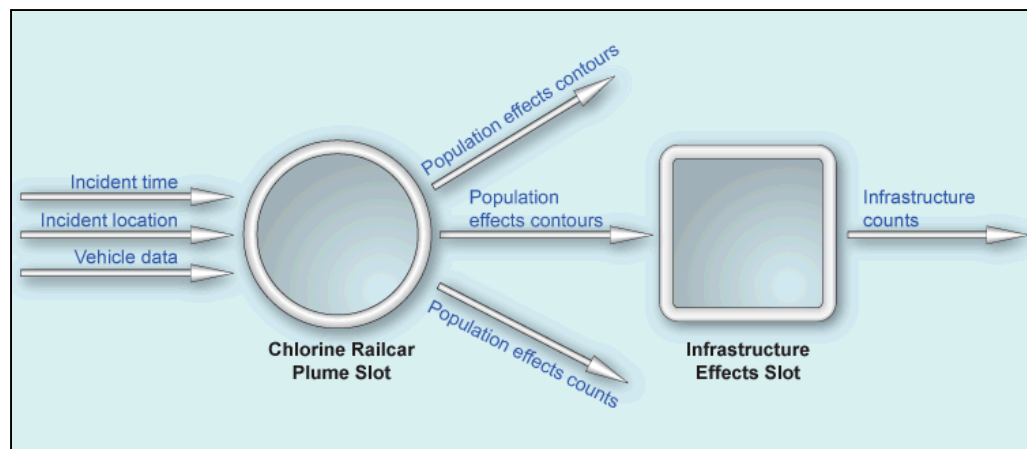 Incident time
Incident location
Vehicle data
Chlorine Railcar
Plume Slot
Population effects contours
Population
effects contours
Population effects counts
Infrastructure
Effects Slot
Infrastructure
counts